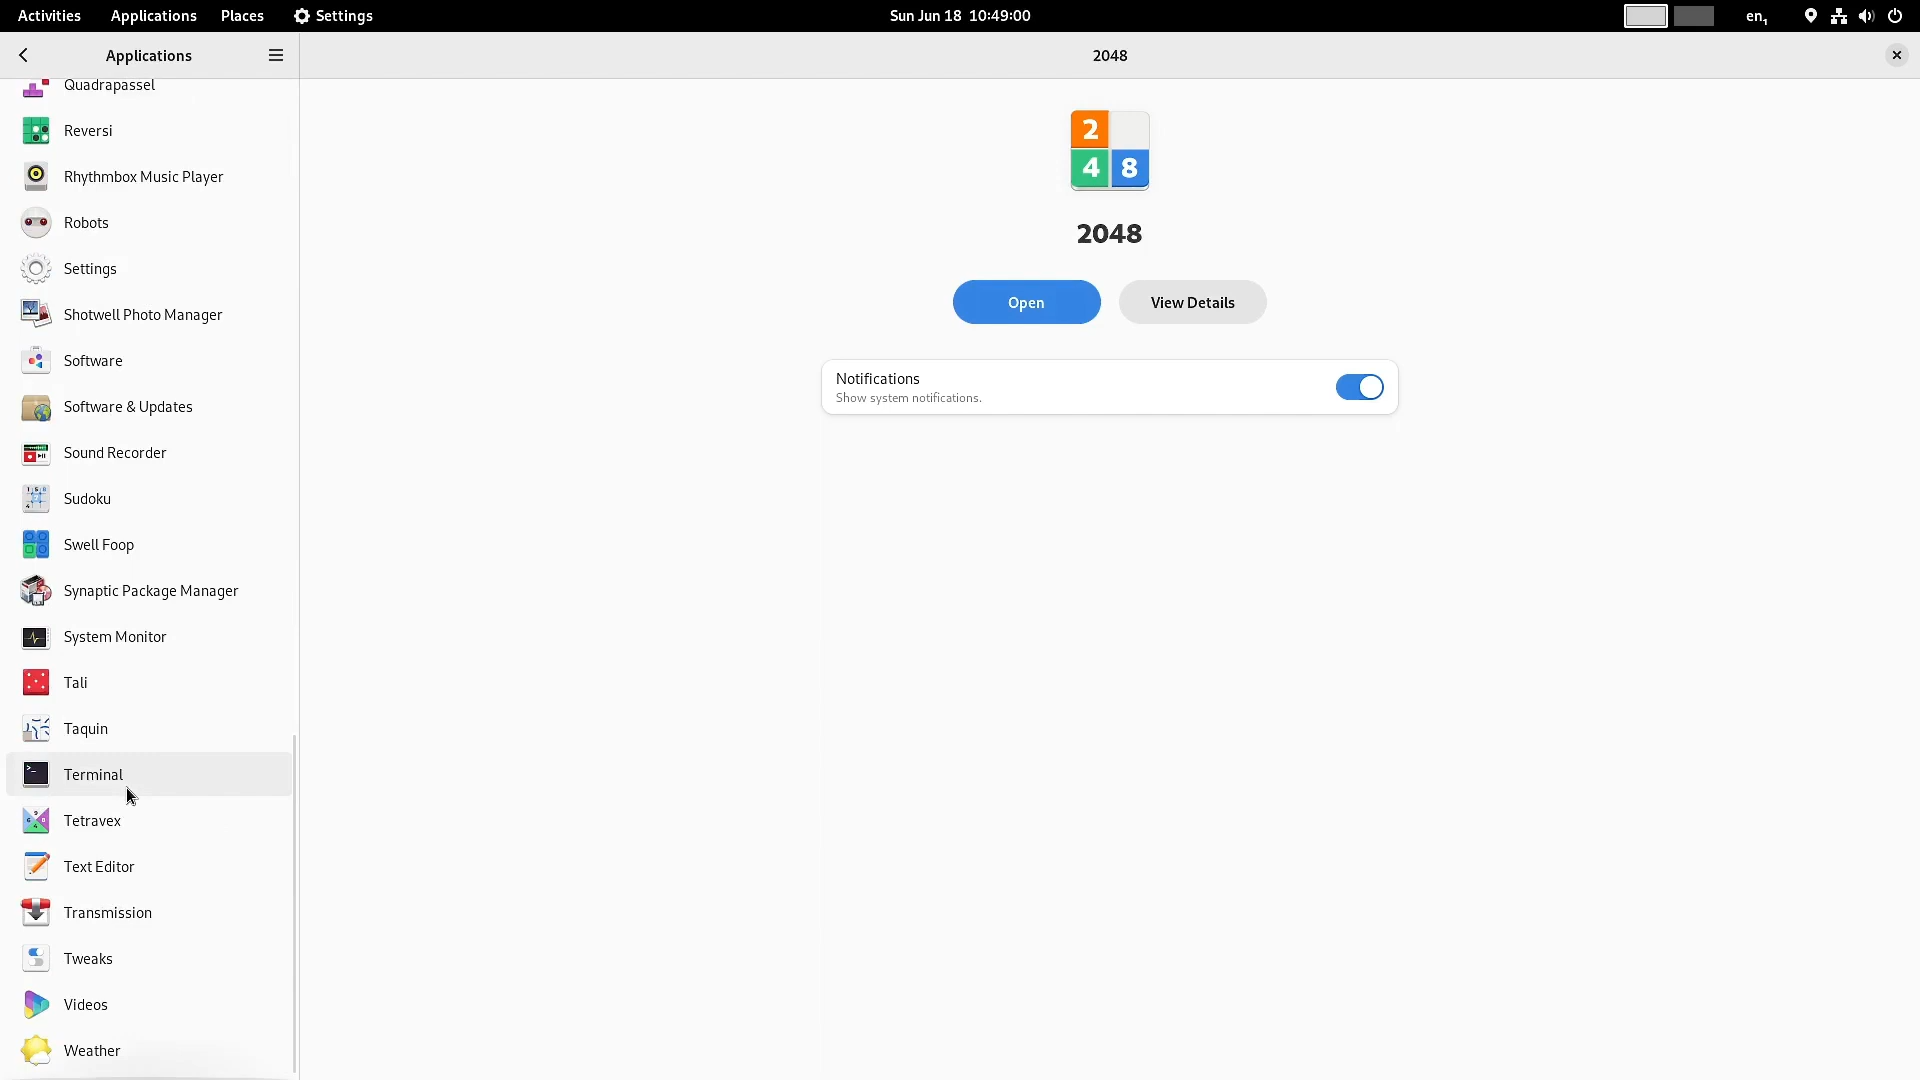 Activities Applications Places Settings Sun Jun 18 10:49:00 en1
Applications
2048
Quadrapassel
Reversi
Rhythmbox Music Player
Robots
Settings
Shotwell Photo Manager
Software
Software & Updates
Sound Recorder
Sudoku
Swell Foop
Synaptic Package Manager
System Monitor
Tali
Taquin
Terminal
Tetravex
Text Editor
Transmission
Tweaks
Videos
Weather
2
4 8
2048
Open View Details
Notifications
Show system notifications.